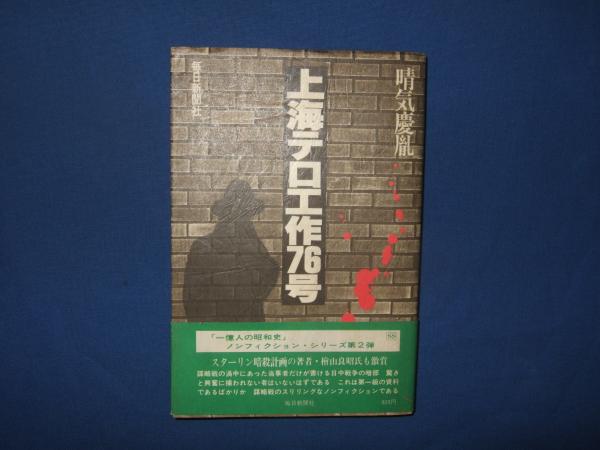 晴気慶胤
上海テロ工作76号
毎日新聞社
「一億人の昭和史」
ノンフィクション・シリーズ第2弾
スターリン暗殺計画の著者・檜山良昭氏も激賞
謀略戦の渦中にあった当事者だけが書ける日中戦争の暗部　驚き
と興奮に捕われない者はいないはずである　これは第一級の資料
であるばかりか　謀略戦のスリリングなノンフィクションである
毎日新聞社